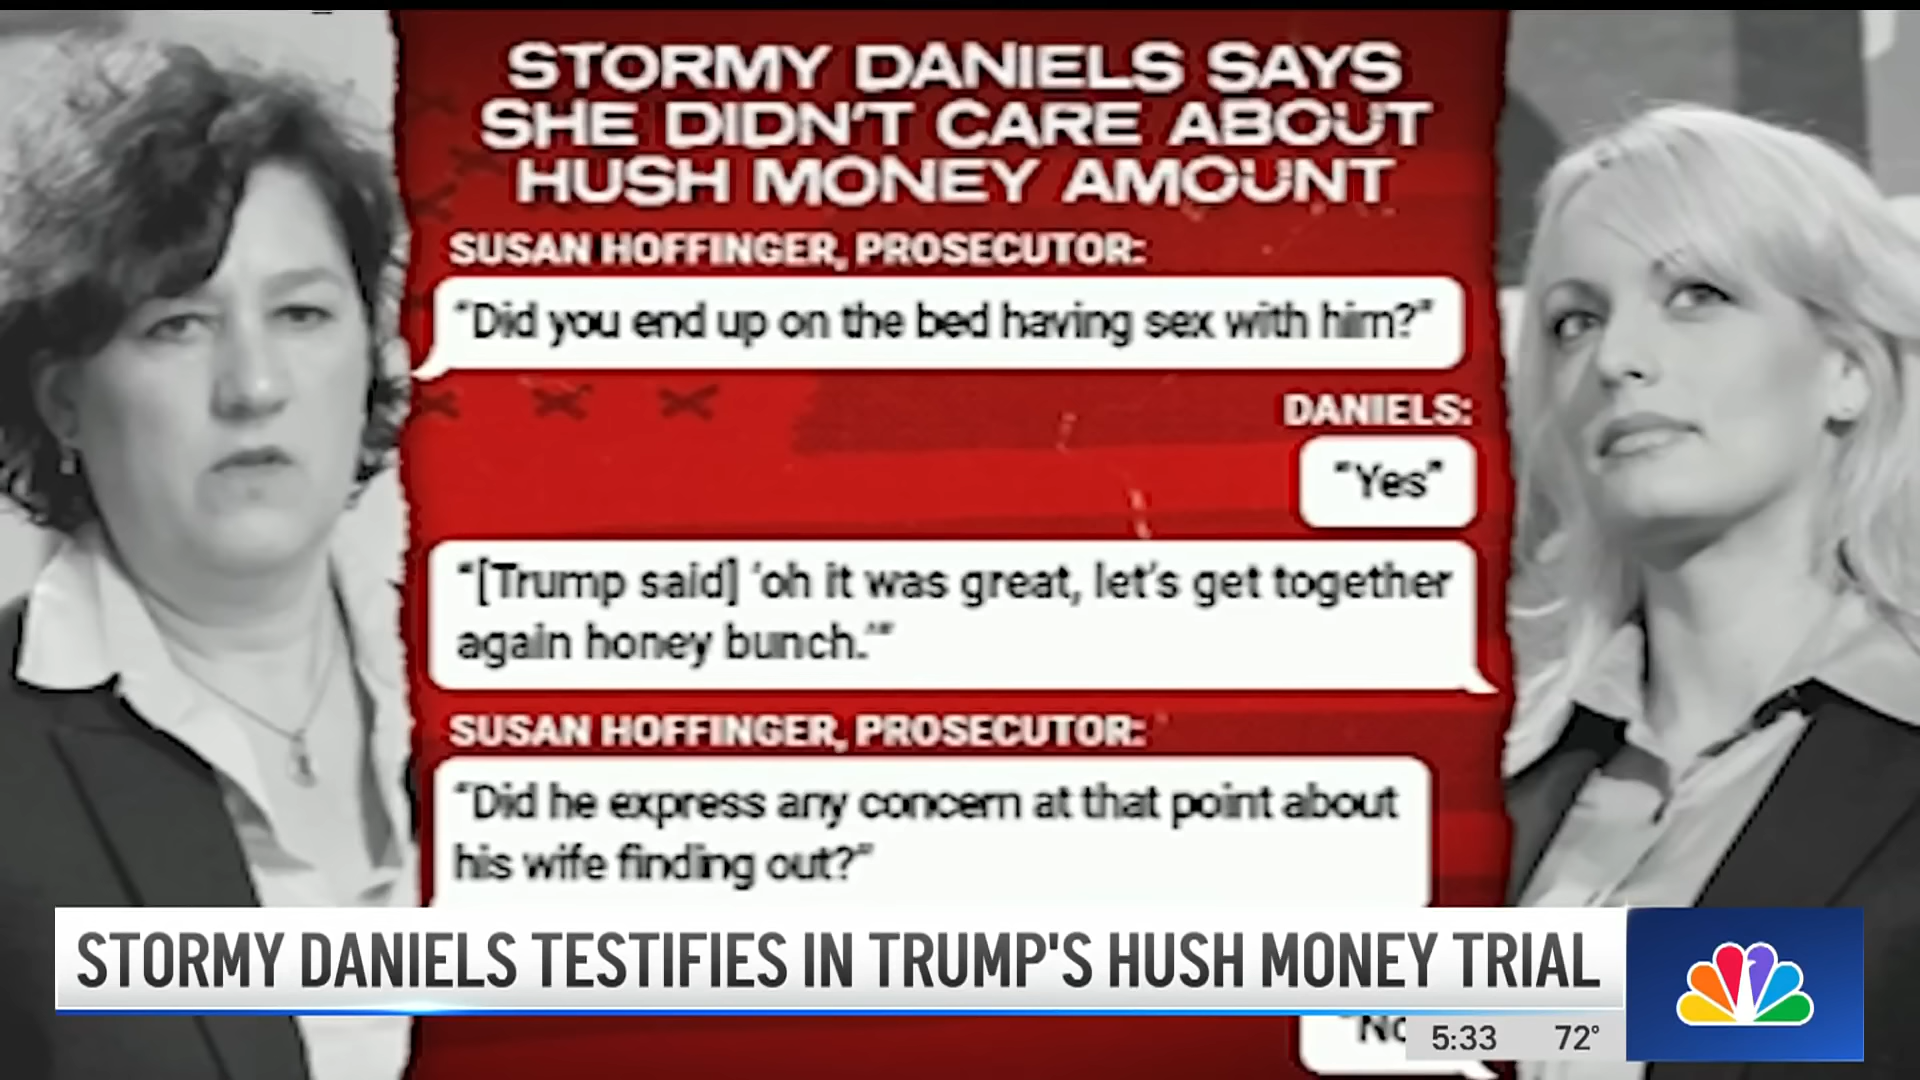 STORMY DANIELS SAYS
SHE DIDN'T CARE ABOUT
HUSH MONEY AMOUNT
SUSAN HOFFINGER, PROSECUTOR:
"Did you end up on the bed having sex with him?"
DANIELS:
"Yes"
"[Trump said] 'oh it was great, let's get together
again honey bunch.'"
SUSAN HOFFINGER, PROSECUTOR:
"Did he express any concern at that point about
his wife finding out?"
STORMY DANIELS TESTIFIES IN TRUMP'S HUSH MONEY TRIAL
"No
5:33 72°